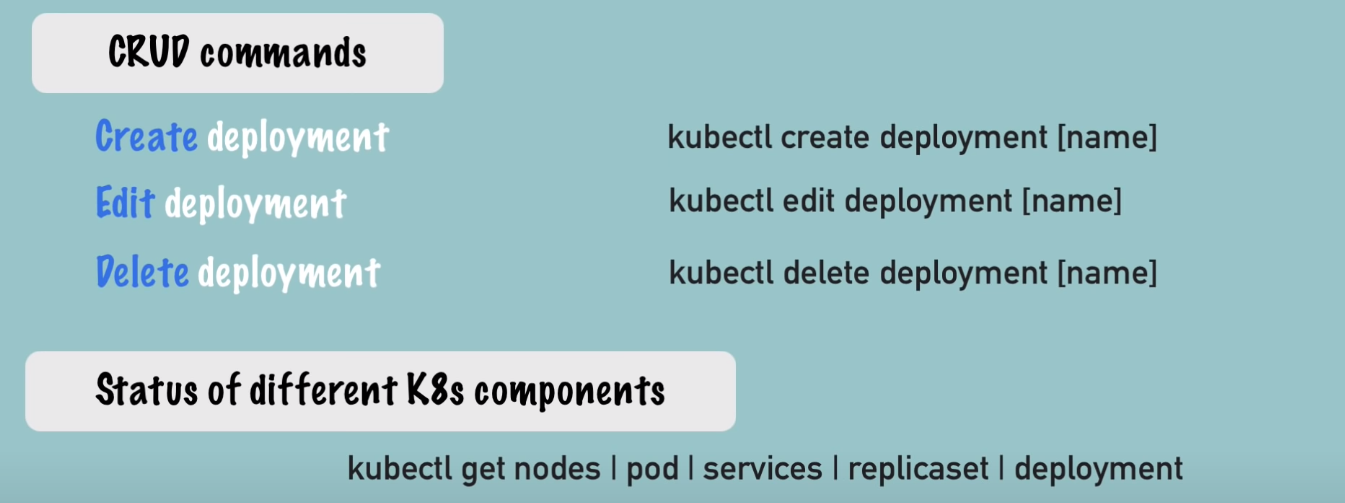 CRUD commands
Create deployment kubectl create deployment [name]
Edit deployment kubectl edit deployment [name]
Delete deployment kubectl delete deployment [name]
Status of different K8s components
kubectl get nodes | pod | services | replicaset | deployment